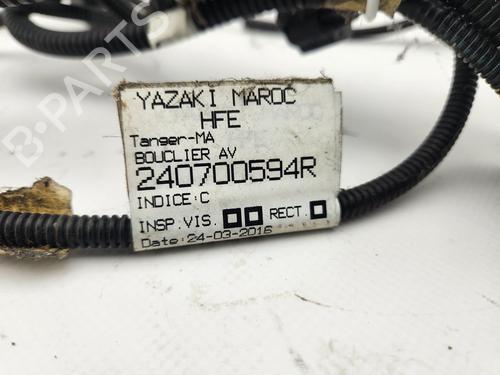 YAZAKI MAROC
HFE
Tanger-MA
BOUCLIER AV
240700594R
INDICE:C
INSP.VIS. RECT.
Date:24-03-2016
B-PARTS